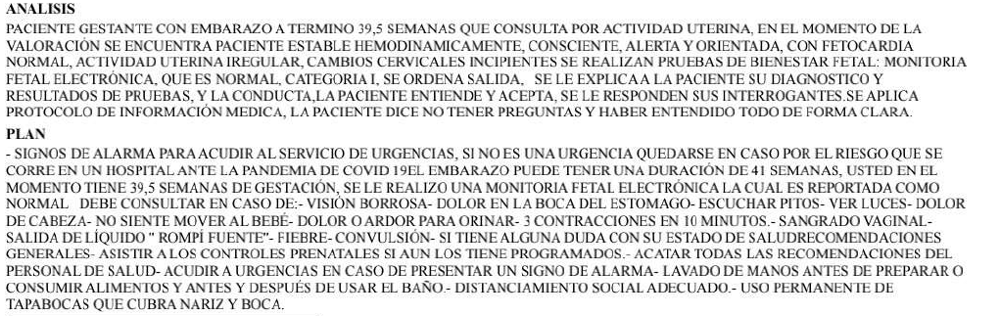 ANALISIS
PACIENTE GESTANTE CON EMBARAZO A TERMINO 39,5 SEMANAS QUE CONSULTA POR ACTIVIDAD UTERINA, EN EL MOMENTO DE LA
VALORACIÓN SE ENCUENTRA PACIENTE ESTABLE HEMODINAMICAMENTE, CONSCIENTE, ALERTA Y ORIENTADA, CON FETOCARDIA
NORMAL, ACTIVIDAD UTERINA IREGULAR, CAMBIOS CERVICALES INCIPIENTES SE REALIZAN PRUEBAS DE BIENESTAR FETAL: MONITORIA
FETAL ELECTRÓNICA, QUE ES NORMAL, CATEGORIA I, SE ORDENA SALIDA, SE LE EXPLICA A LA PACIENTE SU DIAGNOSTICO Y
RESULTADOS DE PRUEBAS, Y LA CONDUCTA,LA PACIENTE ENTIENDE Y ACEPTA, SE LE RESPONDEN SUS INTERROGANTES.SE APLICA
PROTOCOLO DE INFORMACIÓN MEDICA, LA PACIENTE DICE NO TENER PREGUNTAS Y HABER ENTENDIDO TODO DE FORMA CLARA.
PLAN
- SIGNOS DE ALARMA PARA ACUDIR AL SERVICIO DE URGENCIAS, SI NO ES UNA URGENCIA QUEDARSE EN CASO POR EL RIESGO QUE SE
CORRE EN UN HOSPITAL ANTE LA PANDEMIA DE COVID 19EL EMBARAZO PUEDE TENER UNA DURACIÓN DE 41 SEMANAS, USTED EN EL
MOMENTO TIENE 39,5 SEMANAS DE GESTACIÓN, SE LE REALIZO UNA MONITORIA FETAL ELECTRÓNICA LA CUAL ES REPORTADA COMO
NORMAL DEBE CONSULTAR EN CASO DE:- VISIÓN BORROSA- DOLOR EN LA BOCA DEL ESTOMAGO- ESCUCHAR PITOS- VER LUCES- DOLOR
DE CABEZA- NO SIENTE MOVER AL BEBÉ- DOLOR O ARDOR PARA ORINAR- 3 CONTRACCIONES EN 10 MINUTOS.- SANGRADO VAGINAL-
SALIDA DE LÍQUIDO " ROMPÍ FUENTE"- FIEBRE- CONVULSIÓN- SI TIENE ALGUNA DUDA CON SU ESTADO DE SALUDRECOMENDACIONES
GENERALES- ASISTIR A LOS CONTROLES PRENATALES SI AUN LOS TIENE PROGRAMADOS.- ACATAR TODAS LAS RECOMENDACIONES DEL
PERSONAL DE SALUD- ACUDIR A URGENCIAS EN CASO DE PRESENTAR UN SIGNO DE ALARMA- LAVADO DE MANOS ANTES DE PREPARAR O
CONSUMIR ALIMENTOS Y ANTES Y DESPUÉS DE USAR EL BAÑO.- DISTANCIAMIENTO SOCIAL ADECUADO.- USO PERMANENTE DE
TAPABOCAS QUE CUBRA NARIZ Y BOCA.